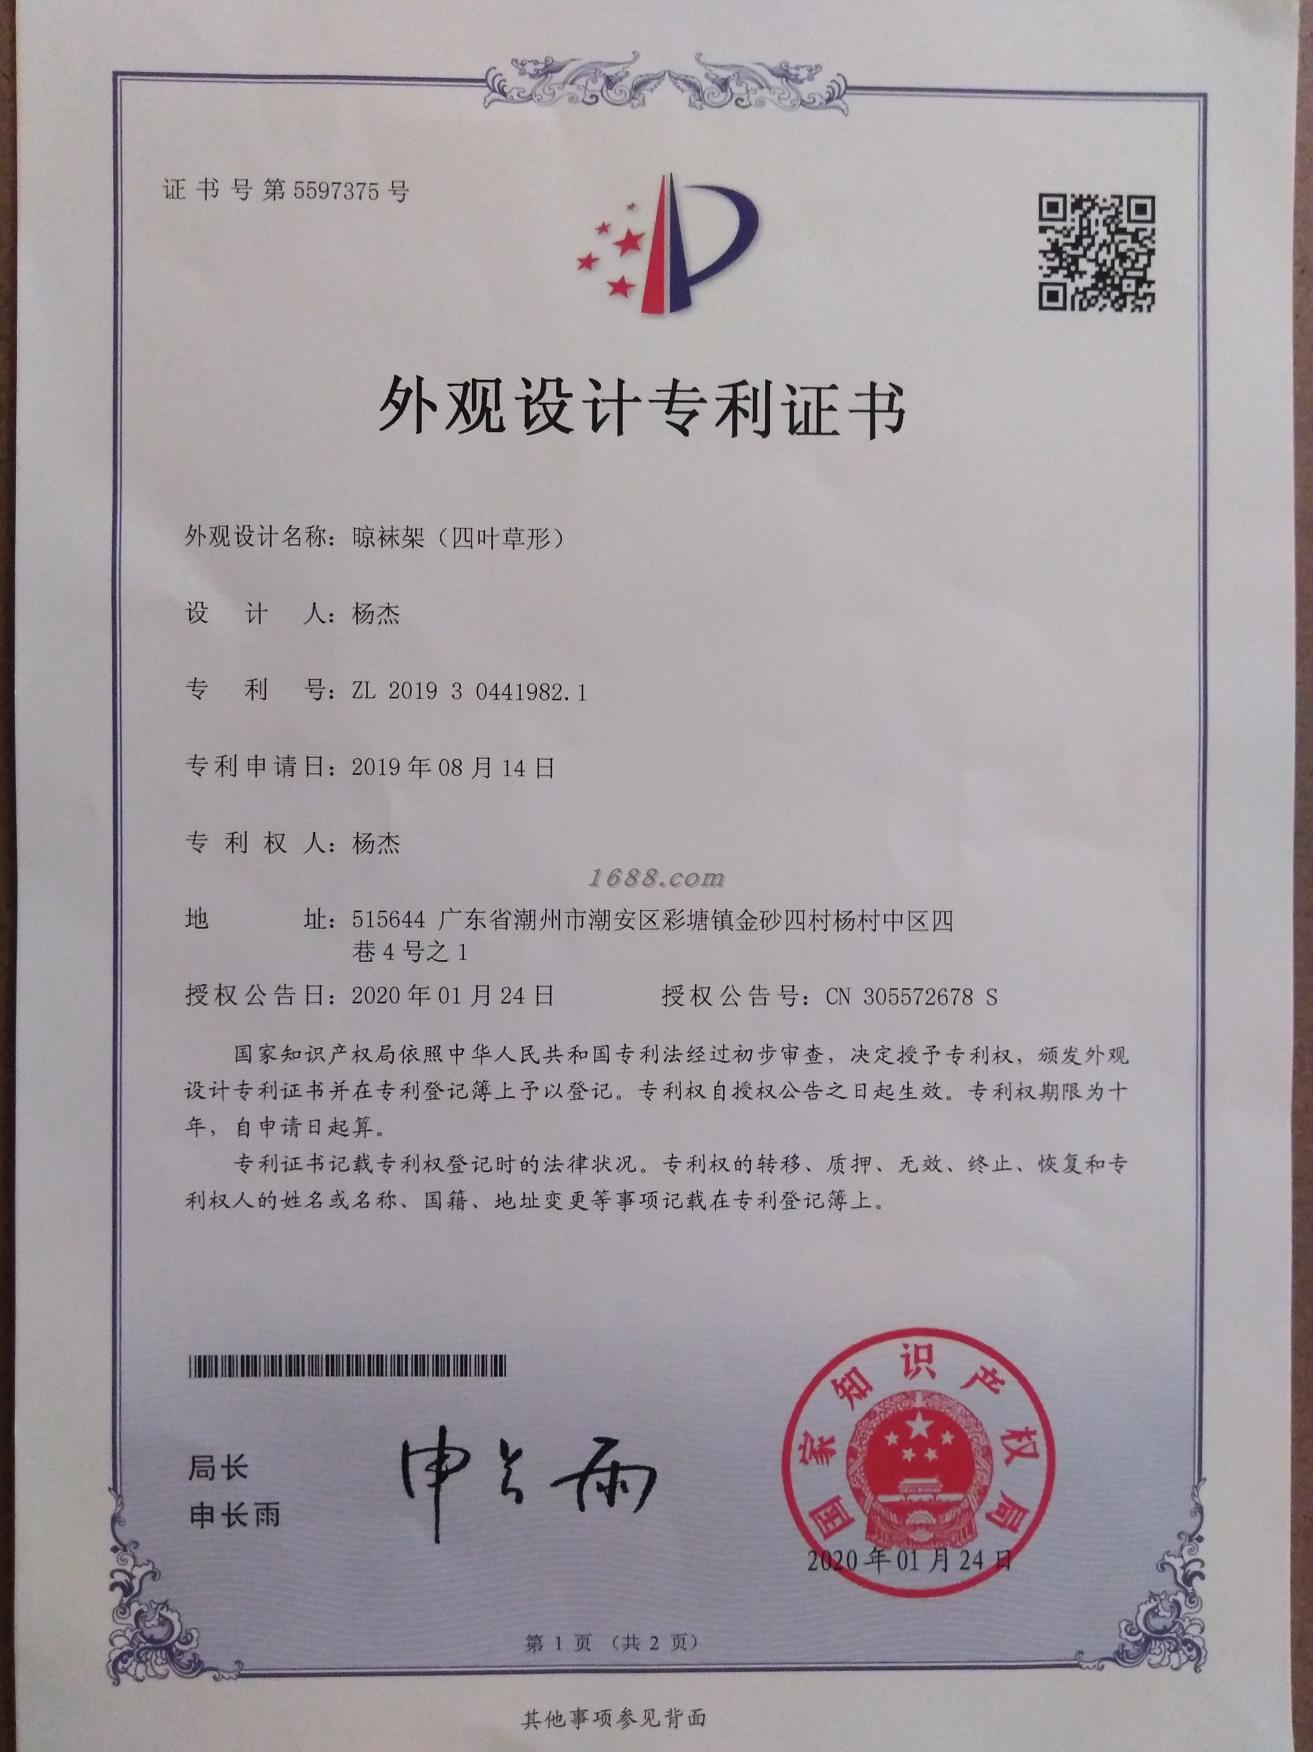 证书号第5597375号
外观设计专利证书
外观设计名称：晾袜架（四叶草形）
设计人：杨杰
专利号：ZL 2019 3 0441982.1
专利申请日：2019年08月14日
专利权人：杨杰
1688.com
地址：515644 广东省潮州市潮安区彩塘镇金砂四村杨村中区四
巷4号之1
授权公告日：2020年01月24日 授权公告号：CN 305572678 S
国家知识产权局依照中华人民共和国专利法经过初步审查，决定授予专利权，颁发外观
设计专利证书并在专利登记簿上予以登记。专利权自授权公告之日起生效。专利权期限为十
年，自申请日起算。
专利证书记载专利权登记时的法律状况。专利权的转移、质押、无效、终止、恢复和专
利权人的姓名或名称、国籍、地址变更等事项记载在专利登记簿上。
国家知识产权局
局长
申长雨
申长雨
2020年01月24日
第1页（共2页）
其他事项参见背面